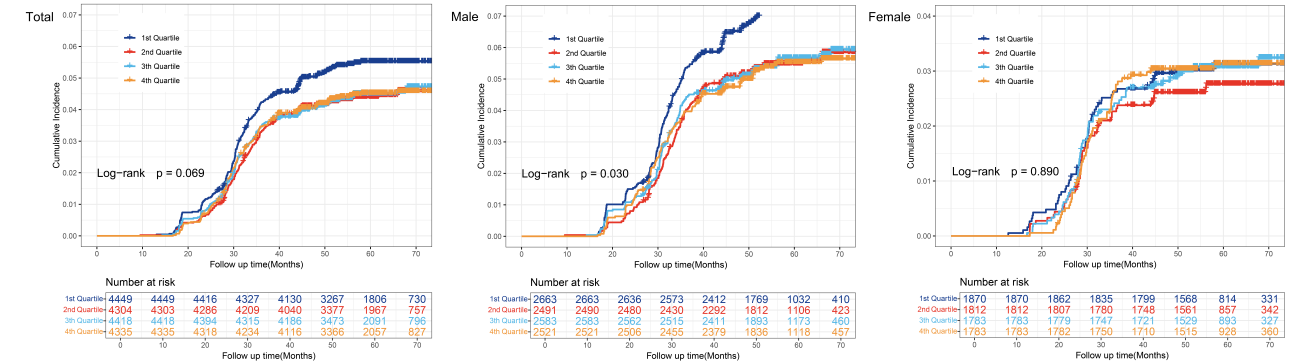 Total
0.07
0.06
0.05
0.04
0.03
0.02
0.01
0.00
Cumulative Incidence
1st Quartile
2nd Quartile
3th Quartile
4th Quartile
Log-rank p = 0.069
0 10 20 30 40 50 60 70
Follow up time(Months)
Number at risk
1st Quartile 4449 4449 4416 4327 4130 3267 1806 730
2nd Quartile 4304 4303 4286 4209 4040 3377 1967 757
3th Quartile 4418 4418 4394 4315 4186 3473 2091 796
4th Quartile 4335 4335 4318 4234 4116 3366 2057 827
0 10 20 30 40 50 60 70
Follow up time(Months)
Male
0.07
0.06
0.05
0.04
0.03
0.02
0.01
0.00
Cumulative Incidence
1st Quartile
2nd Quartile
3th Quartile
4th Quartile
Log-rank p = 0.030
0 10 20 30 40 50 60 70
Follow up time(Months)
Number at risk
1st Quartile 2663 2663 2636 2573 2412 1769 1032 410
2nd Quartile 2491 2490 2480 2430 2292 1812 1106 423
3th Quartile 2583 2583 2562 2515 2411 1893 1173 460
4th Quartile 2521 2521 2506 2455 2379 1836 1118 457
0 10 20 30 40 50 60 70
Follow up time(Months)
Female
0.04
0.03
0.02
0.01
0.00
Cumulative Incidence
1st Quartile
2nd Quartile
3th Quartile
4th Quartile
Log-rank p = 0.890
0 10 20 30 40 50 60 70
Follow up time(Months)
Number at risk
1st Quartile 1870 1870 1862 1835 1799 1568 814 331
2nd Quartile 1812 1812 1807 1780 1748 1561 857 342
3th Quartile 1783 1783 1779 1747 1721 1529 893 327
4th Quartile 1783 1783 1782 1750 1710 1515 928 360
0 10 20 30 40 50 60 70
Follow up time(Months)